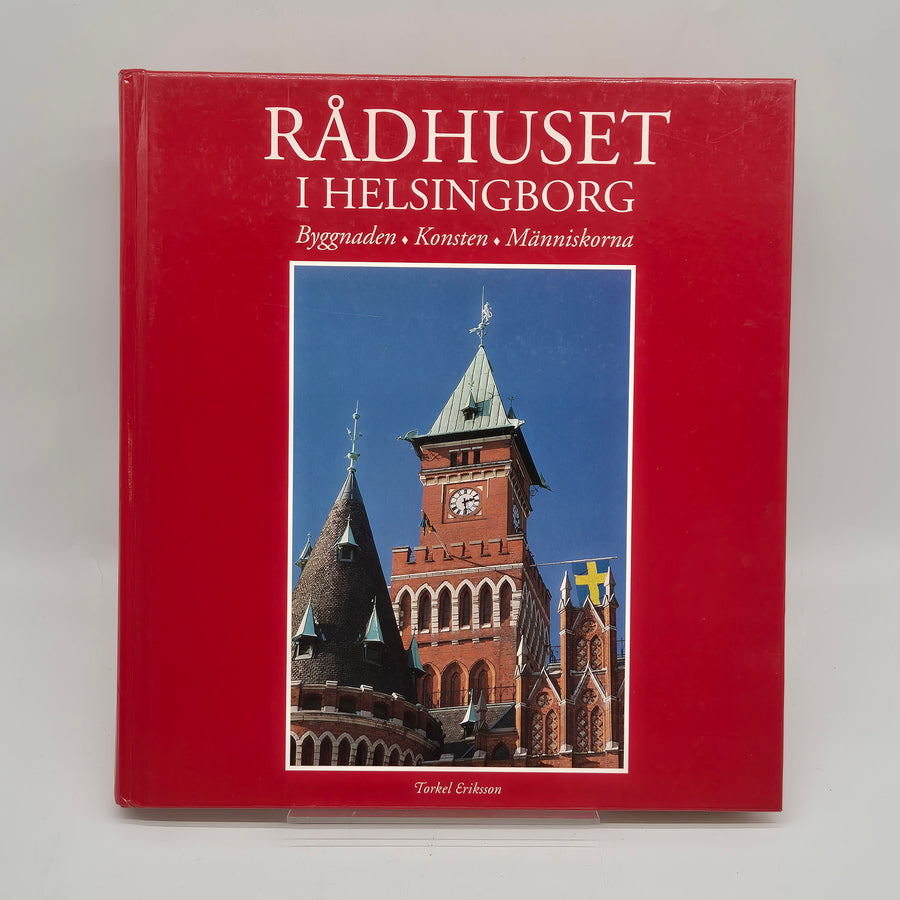 RÅDHUSET
I HELSINGBORG
Byggnaden ♦ Konsten ♦ Människorna
Torkel Eriksson